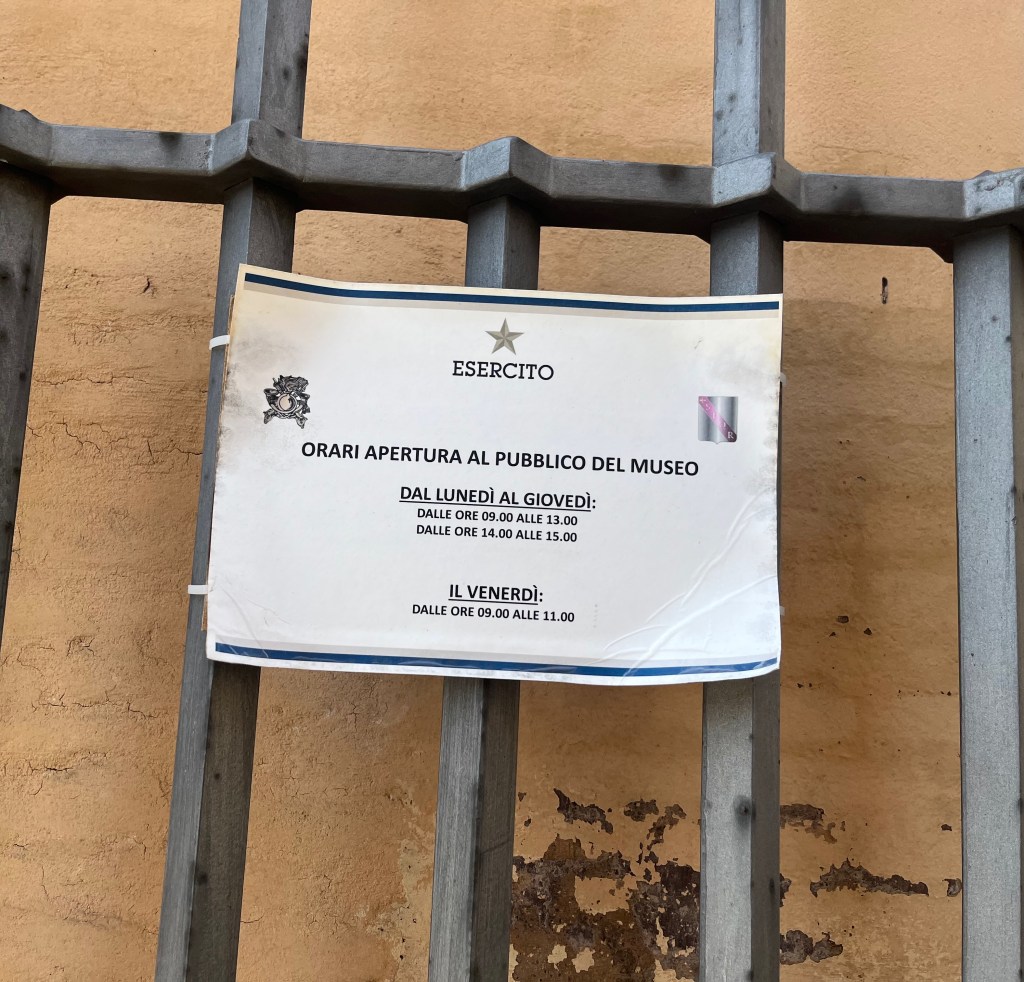 ESERCITO
ORARI APERTURA AL PUBBLICO DEL MUSEO
DAL LUNEDÌ AL GIOVEDÌ:
DALLE ORE 09.00 ALLE 13.00
DALLE ORE 14.00 ALLE 15.00
IL VENERDÌ:
DALLE ORE 09.00 ALLE 11.00